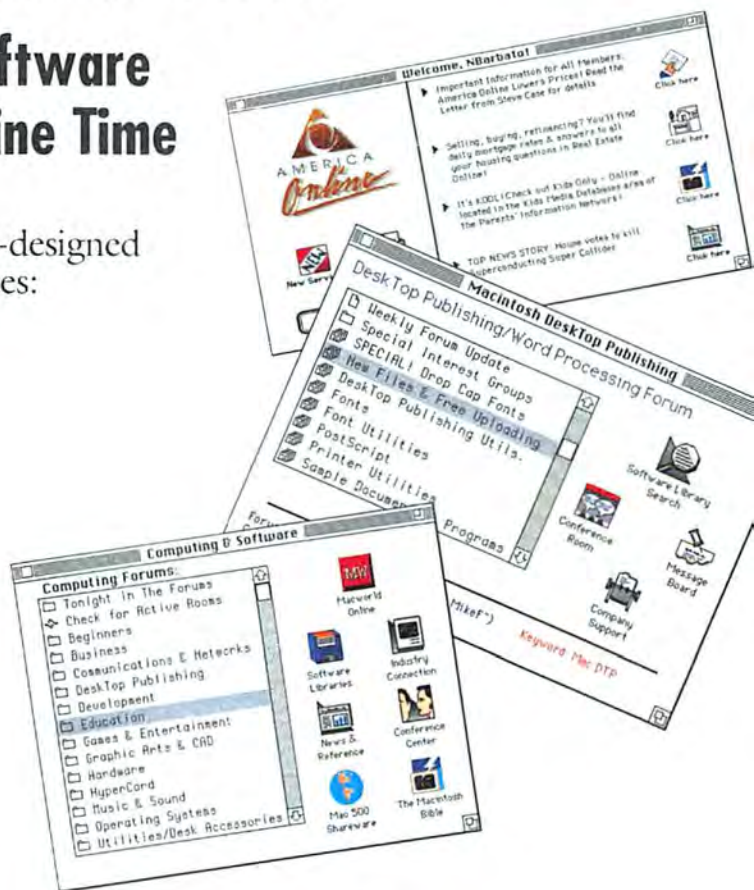 ftware
ine Time
-designed
es:
Welcome, NBarbato!
AMERICA
Online
New Serv
Important Information for All Members.
America Online Lowers Prices! Read the
Letter from Steve Case for details
Click here
Selling, buying, refinancing? You'll find
daily mortgage rates & answers to all
your housing questions in Real Estate
Online!
Click here
It's KOOL! Check out Kids Only - Online
located in the Kids Media Databases area of
the Parents' Information Network!
Click here
TOP NEWS STORY: House votes to kill
Superconducting Super Collider
Click here
Macintosh DeskTop Publishing
DeskTop Publishing/Word Processing Forum
Weekly Forum Update
Special Interest Groups
SPECIAL! Drop Cap Fonts
New Files & Free Uploading
DeskTop Publishing Utils.
Fonts
Font Utilities
PostScript
Printer Utilities
Sample Documen
Programs
Software Library
Search
Conference
Room
Message
Board
Company
Support
Foru
MikeF")
Keyword Mac DTP
Computing & Software
Computing Forums:
Tonight in The Forums
Check for Active Rooms
Beginners
Business
Communications & Networks
DeskTop Publishing
Development
Education
Games & Entertainment
Graphic Arts & CAD
Hardware
HyperCard
Music & Sound
Operating Systems
Utilities/Desk Accessories
MW
Macworld
Online
Software
Libraries
Industry
Connection
News &
Reference
Conference
Center
Mac 500
Shareware
The Macintosh
Bible